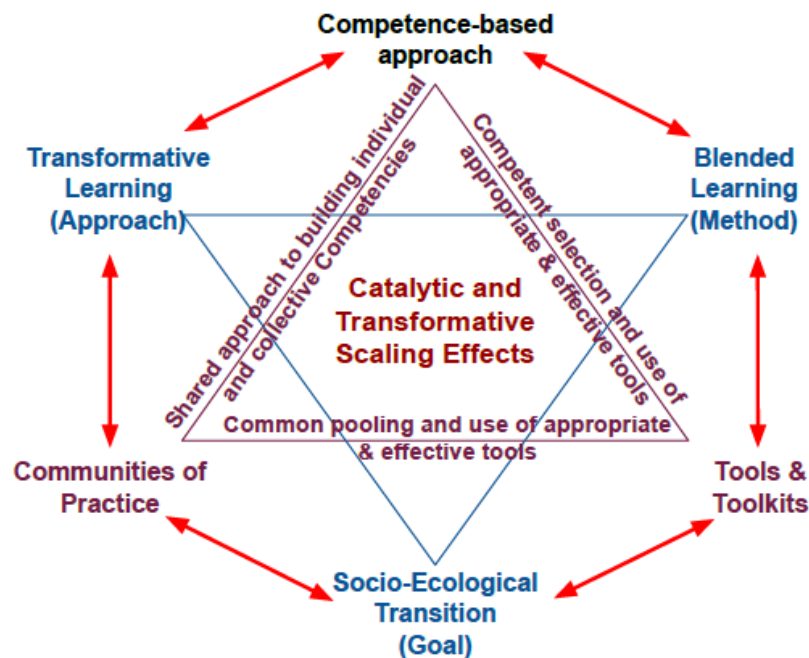 Competence-based
approach
Transformative
Learning
(Approach)
Blended
Learning
(Method)
Shared approach to building individual
and collective Competencies
Competent selection and use of
appropriate & effective tools
Catalytic and
Transformative
Scaling Effects
Common pooling and use of appropriate
& effective tools
Communities of
Practice
Tools &
Toolkits
Socio-Ecological
Transition
(Goal)